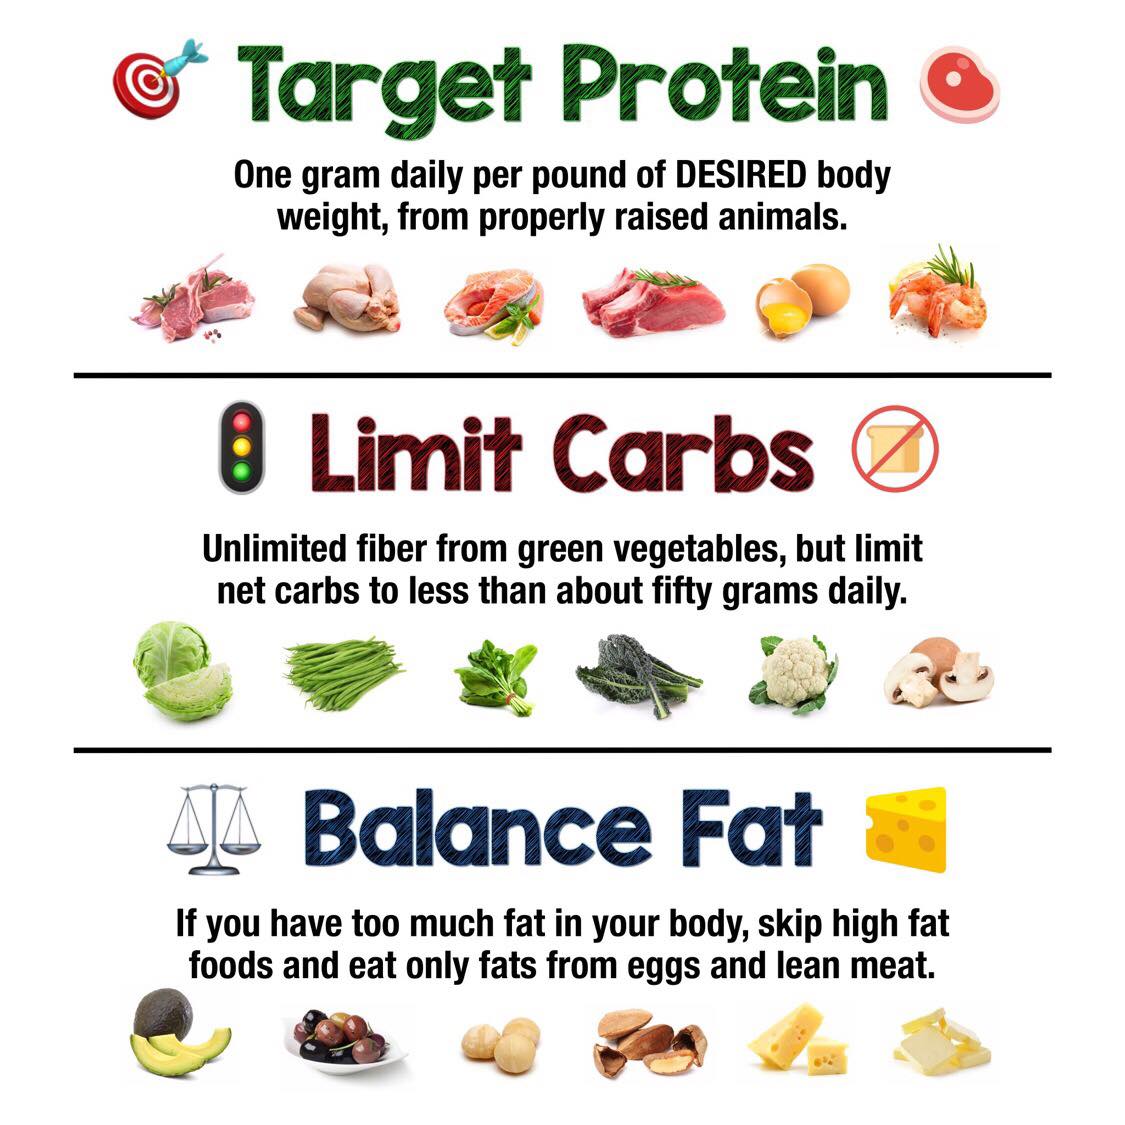 Target Protein
One gram daily per pound of DESIRED body
weight, from properly raised animals.
Limit Carbs
Unlimited fiber from green vegetables, but limit
net carbs to less than about fifty grams daily.
Balance Fat
If you have too much fat in your body, skip high fat
foods and eat only fats from eggs and lean meat.